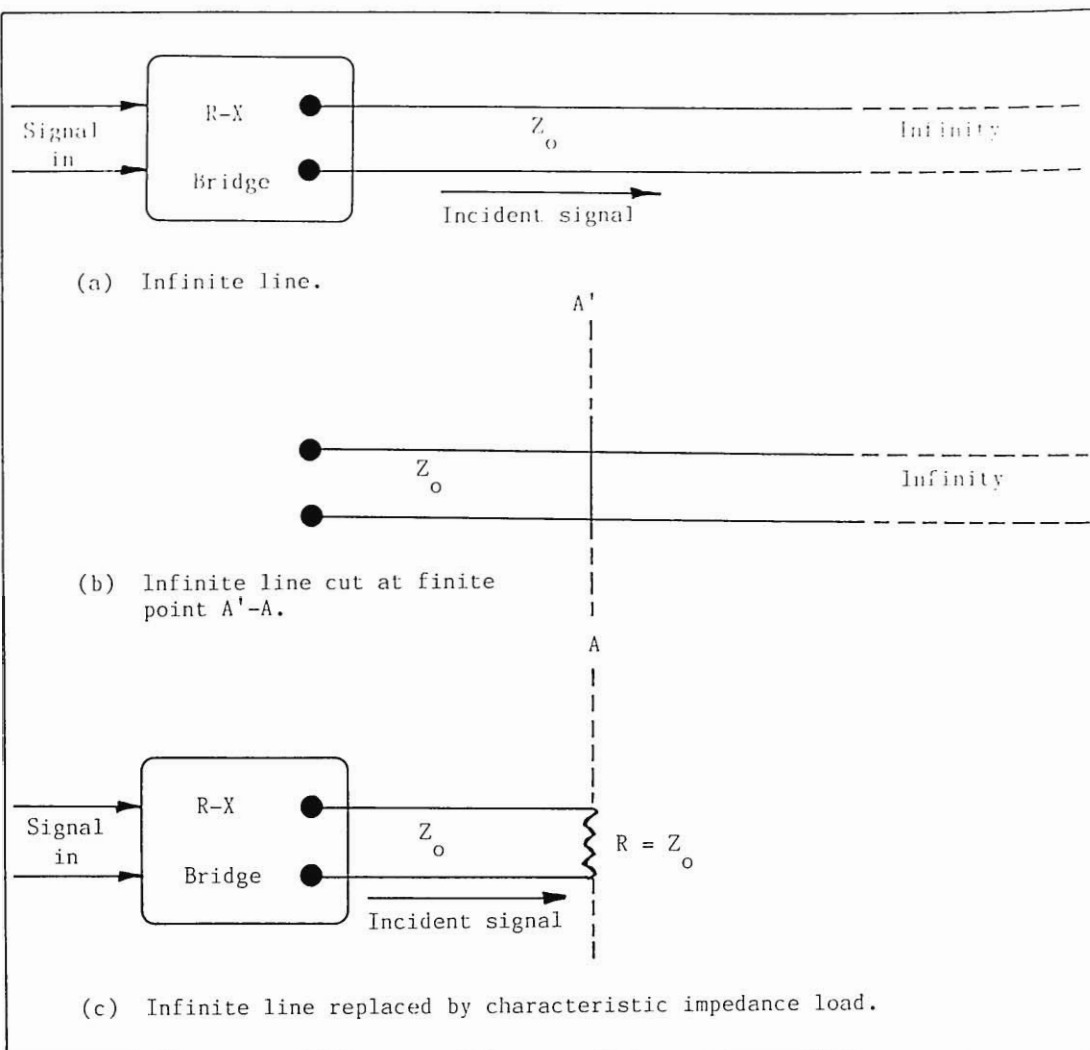 R-X
Signal
in
Z
o
Infinity
Bridge
Incident signal
(a) Infinite line.
A'
Z
o
Infinity
(b) Infinite line cut at finite
point A'-A.
A
R-X
Signal
in
Z
o
R = Z
o
Bridge
Incident signal
(c) Infinite line replaced by characteristic impedance load.